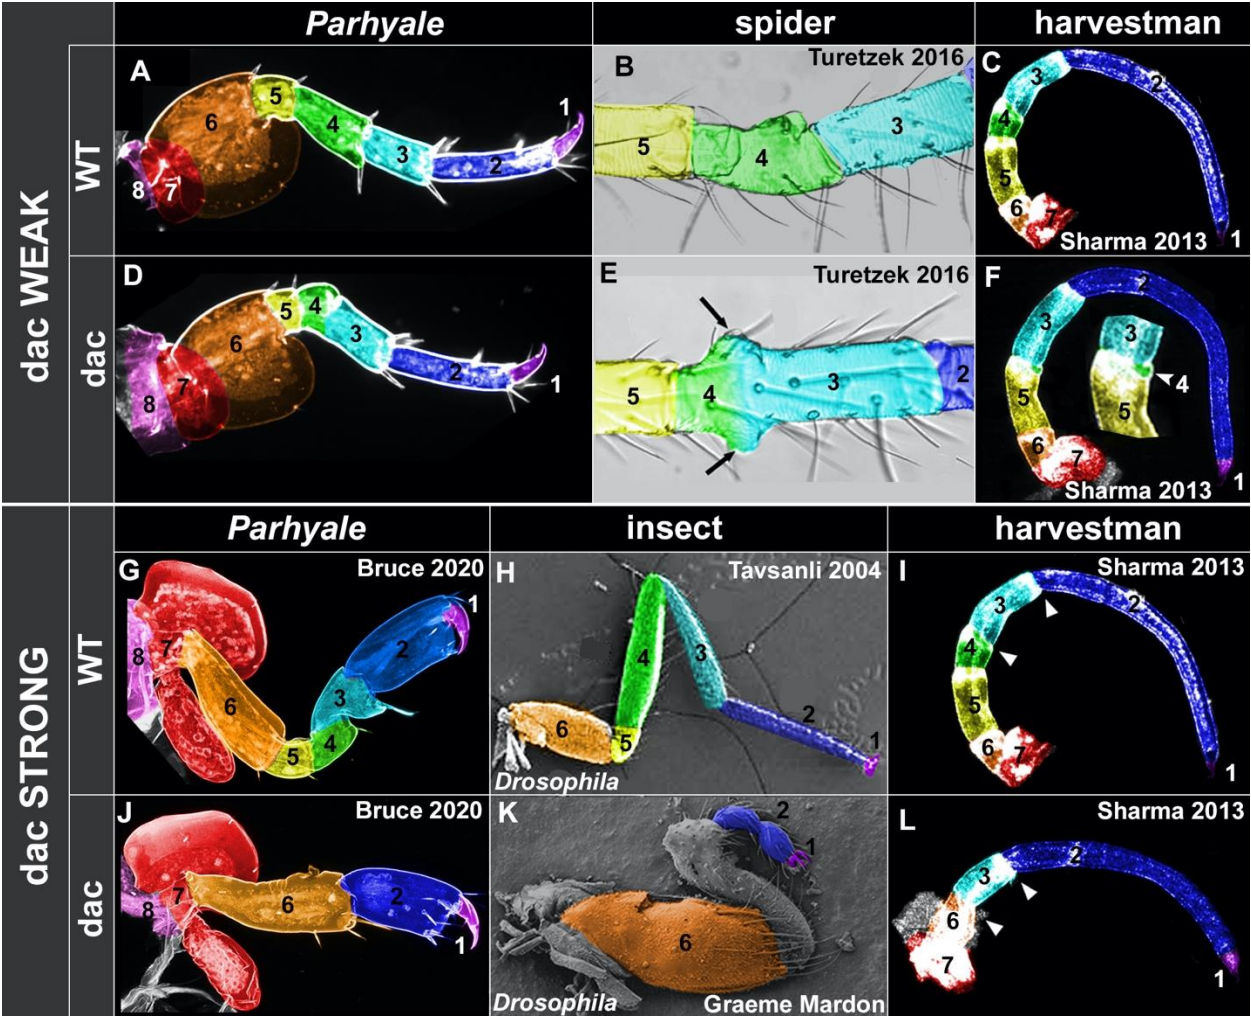 Parhyale spider harvestman
dac WEAK
WT
A
6
5
4
3
2
1
8
7
B
Turetzek 2016
5
4
3
C
3
2
4
5
6
7
1
Sharma 2013
dac
D
5
4
6
3
2
1
8
7
E
Turetzek 2016
5
4
3
2
F
2
3
3
4
5
5
6
7
1
Sharma 2013
Parhyale insect harvestman
dac STRONG
WT
G
Bruce 2020
1
2
8
7
6
3
4
5
H
Tavsanli 2004
4
3
6
5
2
1
Drosophila
I
Sharma 2013
3
2
4
5
6
7
1
dac
J
Bruce 2020
7
8
6
2
1
K
2
1
6
Drosophila
Graeme Mardon
L
Sharma 2013
2
3
6
7
1